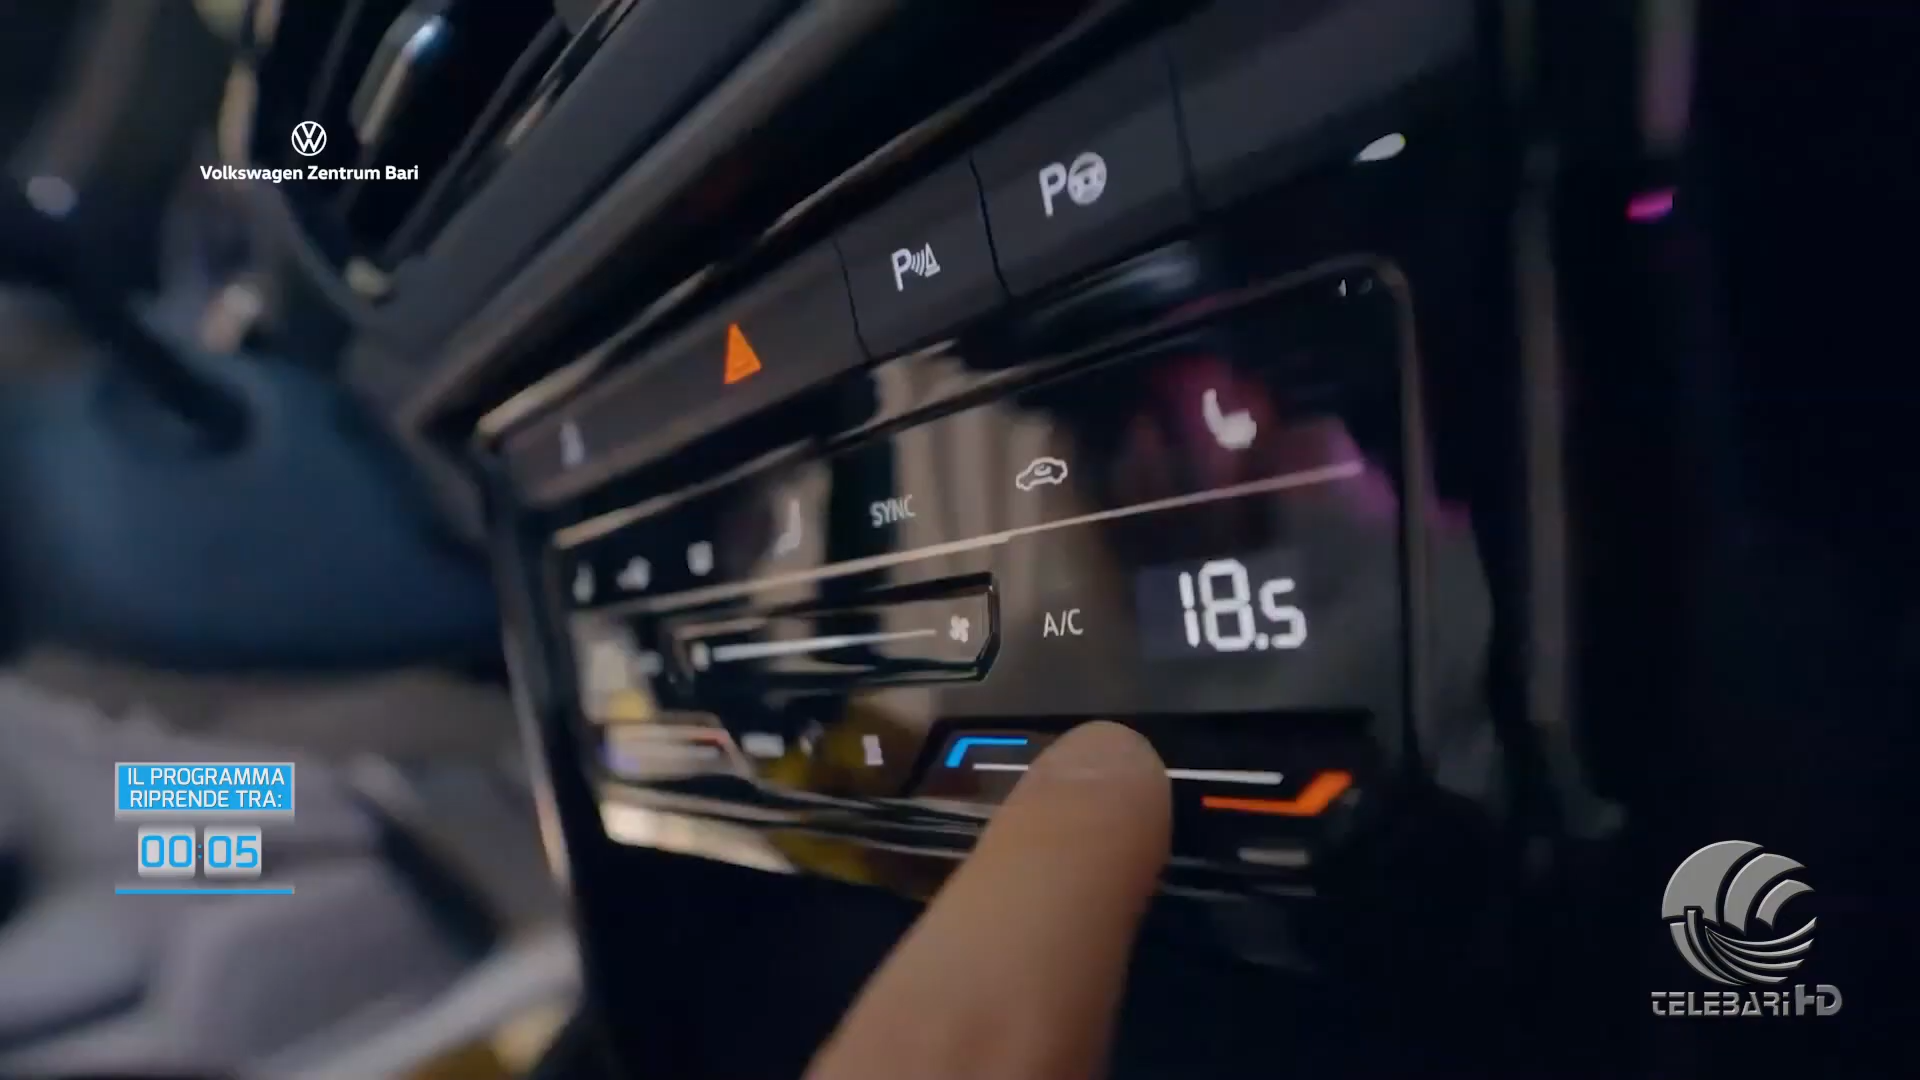 Volkswagen Zentrum Bari
P
P
SYNC
A/C
18.5
IL PROGRAMMA
RIPRENDE TRA:
00:05
TELEBARI HD